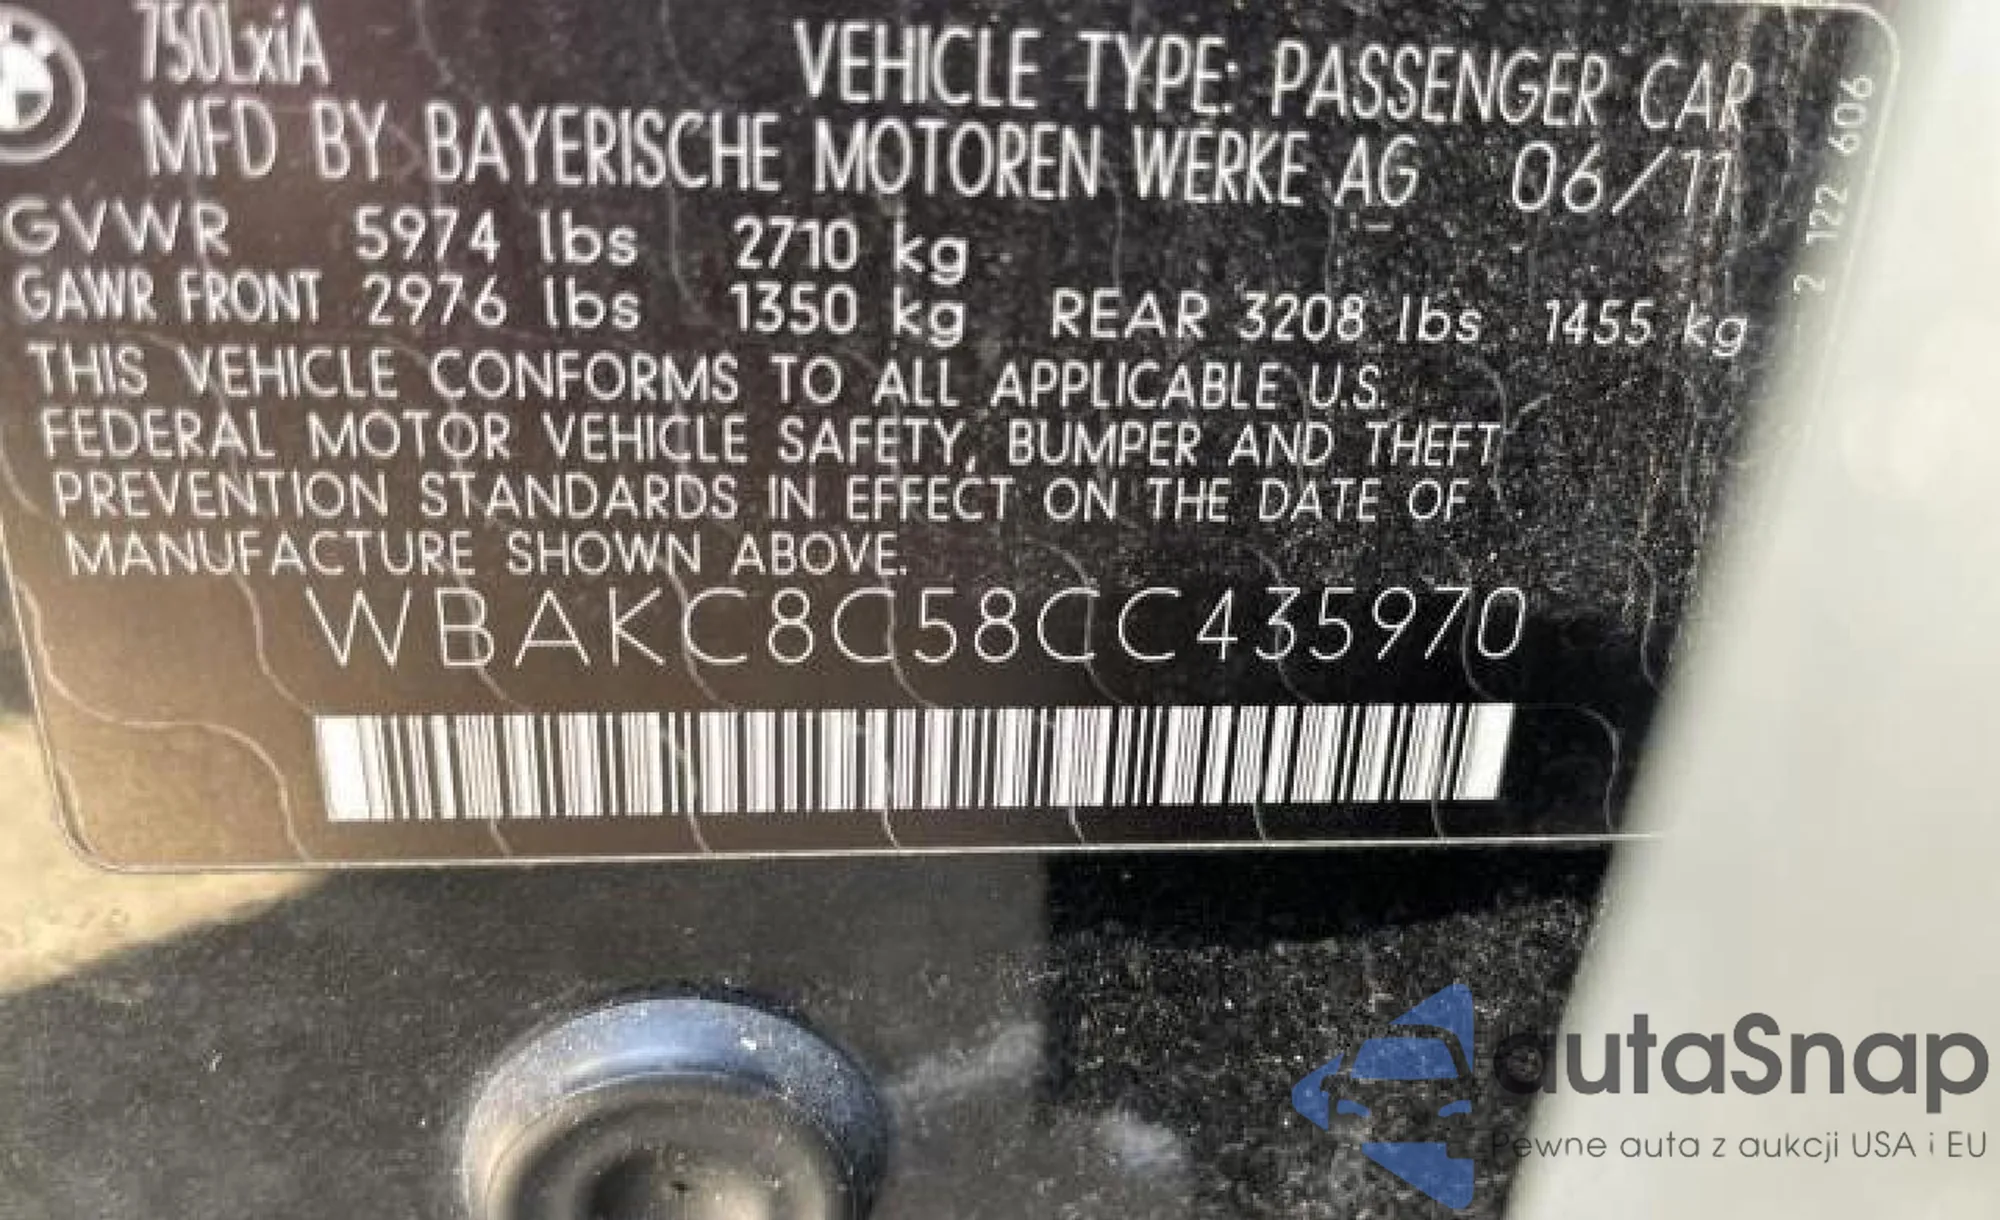 750LxiA
VEHICLE TYPE: PASSENGER CAR
MFD BY BAYERISCHE MOTOREN WERKE AG 06/11
GVWR 5974 lbs 2710 kg
GAWR FRONT 2976 lbs 1350 kg REAR 3208 lbs 1455 kg
THIS VEHICLE CONFORMS TO ALL APPLICABLE U.S.
FEDERAL MOTOR VEHICLE SAFETY, BUMPER AND THEFT
PREVENTION STANDARDS IN EFFECT ON THE DATE OF
MANUFACTURE SHOWN ABOVE.
WBAKC8C58CC435970
2 122 606
autaSnap
Pewne auta z aukcji USA i EU